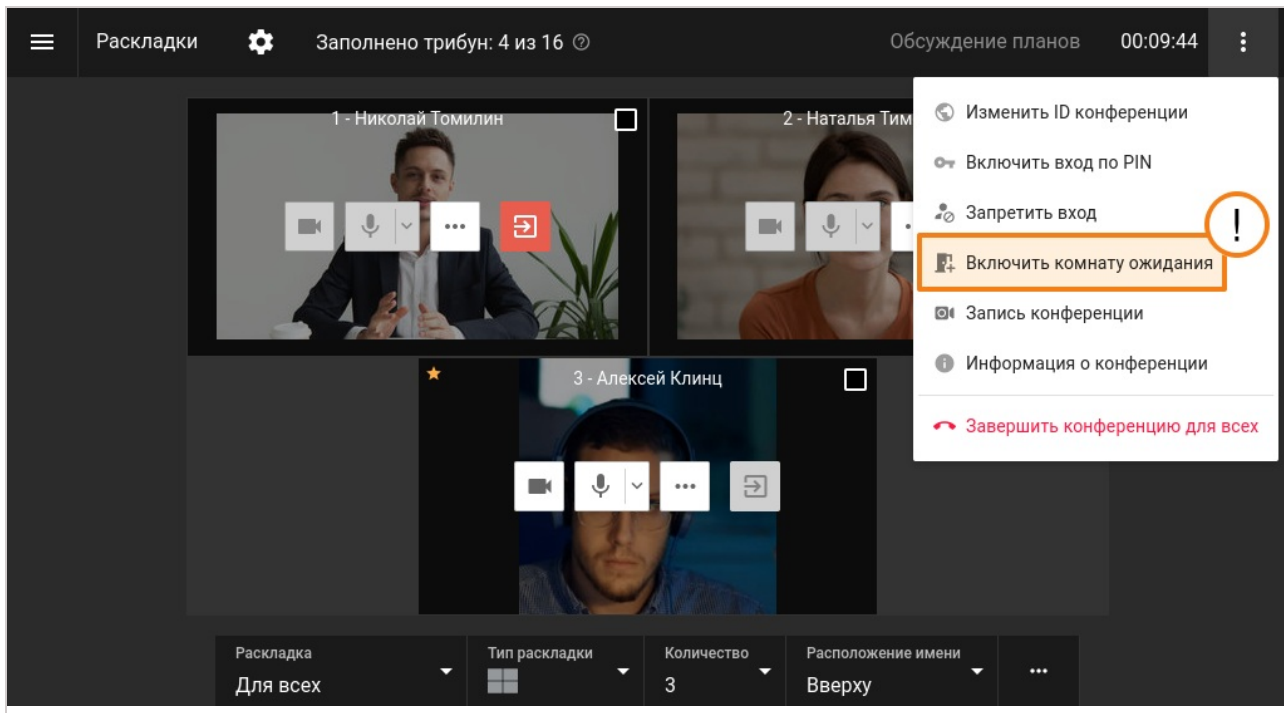 Раскладки
Заполнено трибун: 4 из 16
Обсуждение планов
00:09:44
1 - Николай Томилин
2 - Наталья Тим
Изменить ID конференции
Включить вход по PIN
Запретить вход
!
Включить комнату ожидания
Запись конференции
Информация о конференции
Завершить конференцию для всех
3 - Алексей Клинц
Раскладка
Для всех
Тип раскладки
Количество
3
Расположение имени
Вверху